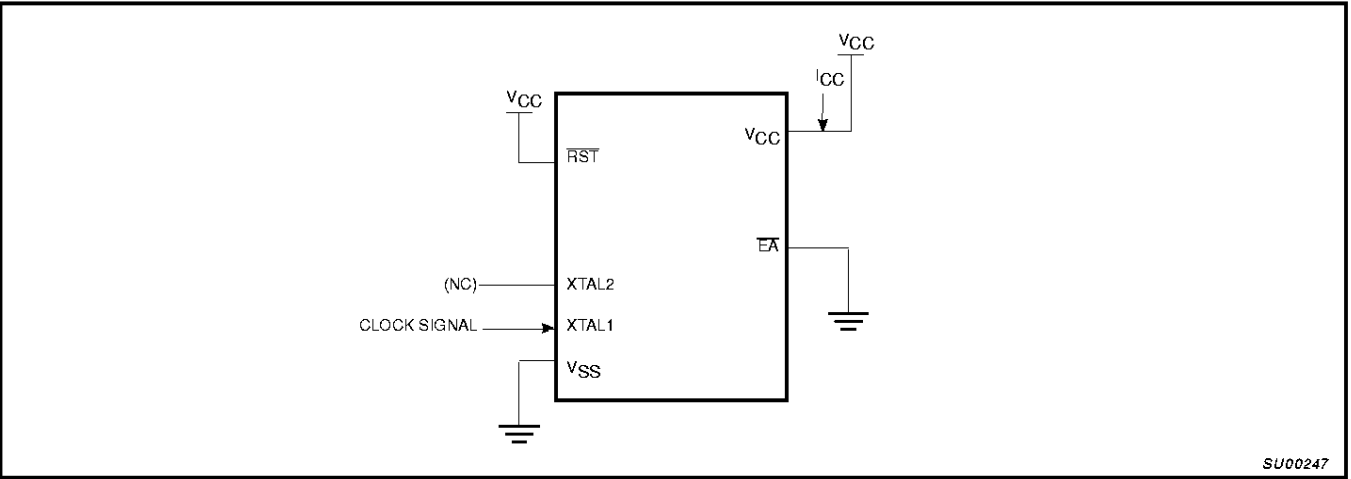 VCC
ICC
VCC
VCC
RST
EA
(NC)
XTAL2
CLOCK SIGNAL
XTAL1
VSS
SU00247